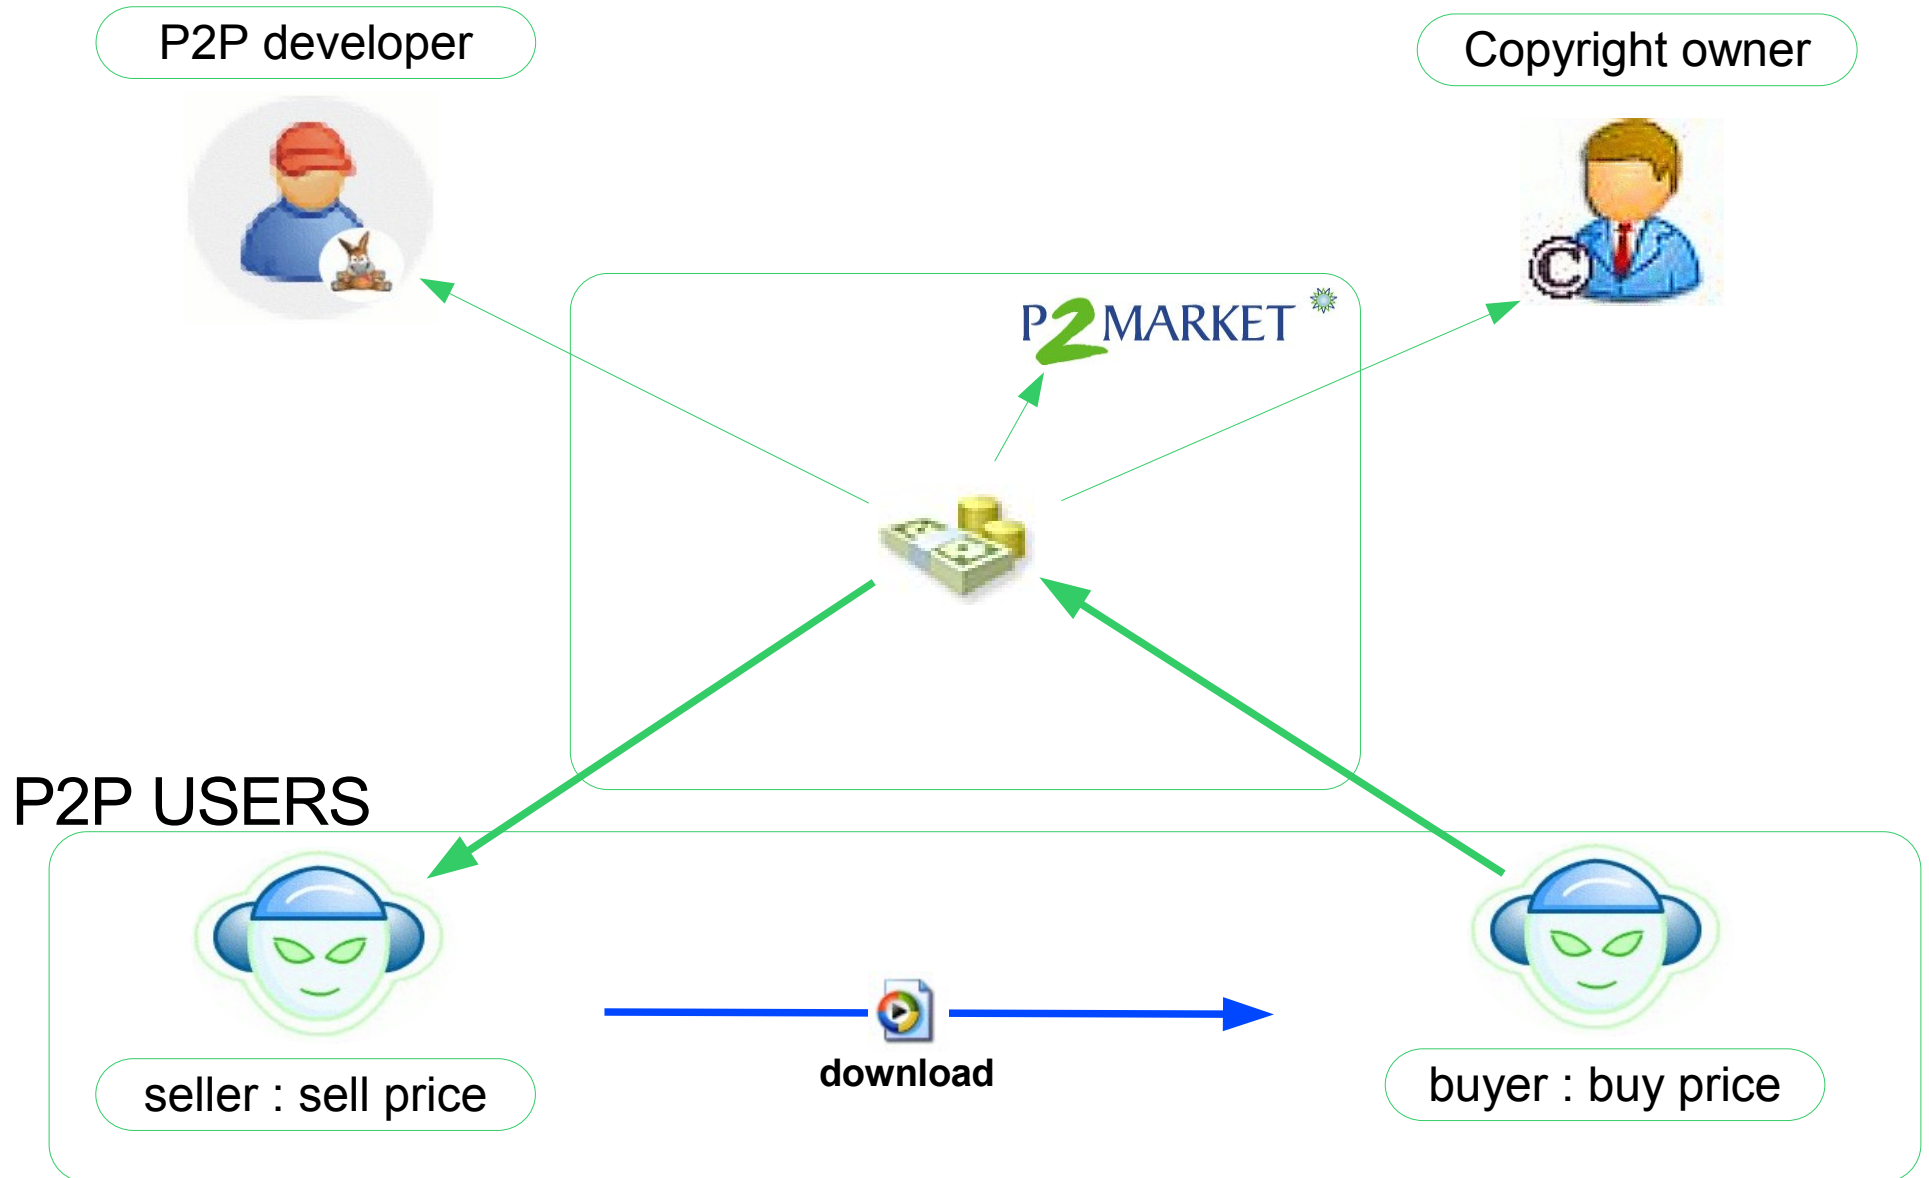 P2P developer
Copyright owner
©
P2MARKET
P2P USERS
download
seller : sell price
buyer : buy price